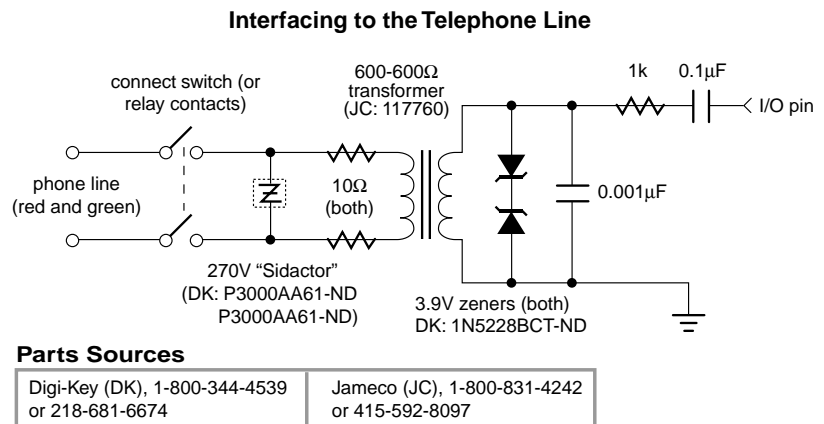 Interfacing to the Telephone Line
connect switch (or
relay contacts)
600-600Ω
transformer
(JC: 117760)
1k
0.1μF
I/O pin
phone line
(red and green)
10Ω
(both)
0.001μF
270V “Sidactor”
(DK: P3000AA61-ND
P3000AA61-ND)
3.9V zeners (both)
DK: 1N5228BCT-ND
Parts Sources
Digi-Key (DK), 1-800-344-4539
or 218-681-6674
Jameco (JC), 1-800-831-4242
or 415-592-8097